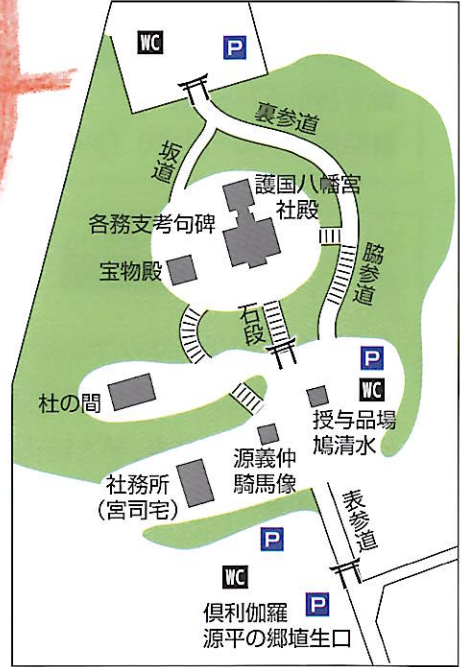 WC
P
裏参道
坂道
護国八幡宮
社殿
各務支考句碑
宝物殿
脇参道
石段
P
WC
杜の間
授与品場
鳩清水
源義仲
騎馬像
社務所
(宮司宅)
表参道
P
WC
P
倶利伽羅
源平の郷埴生口